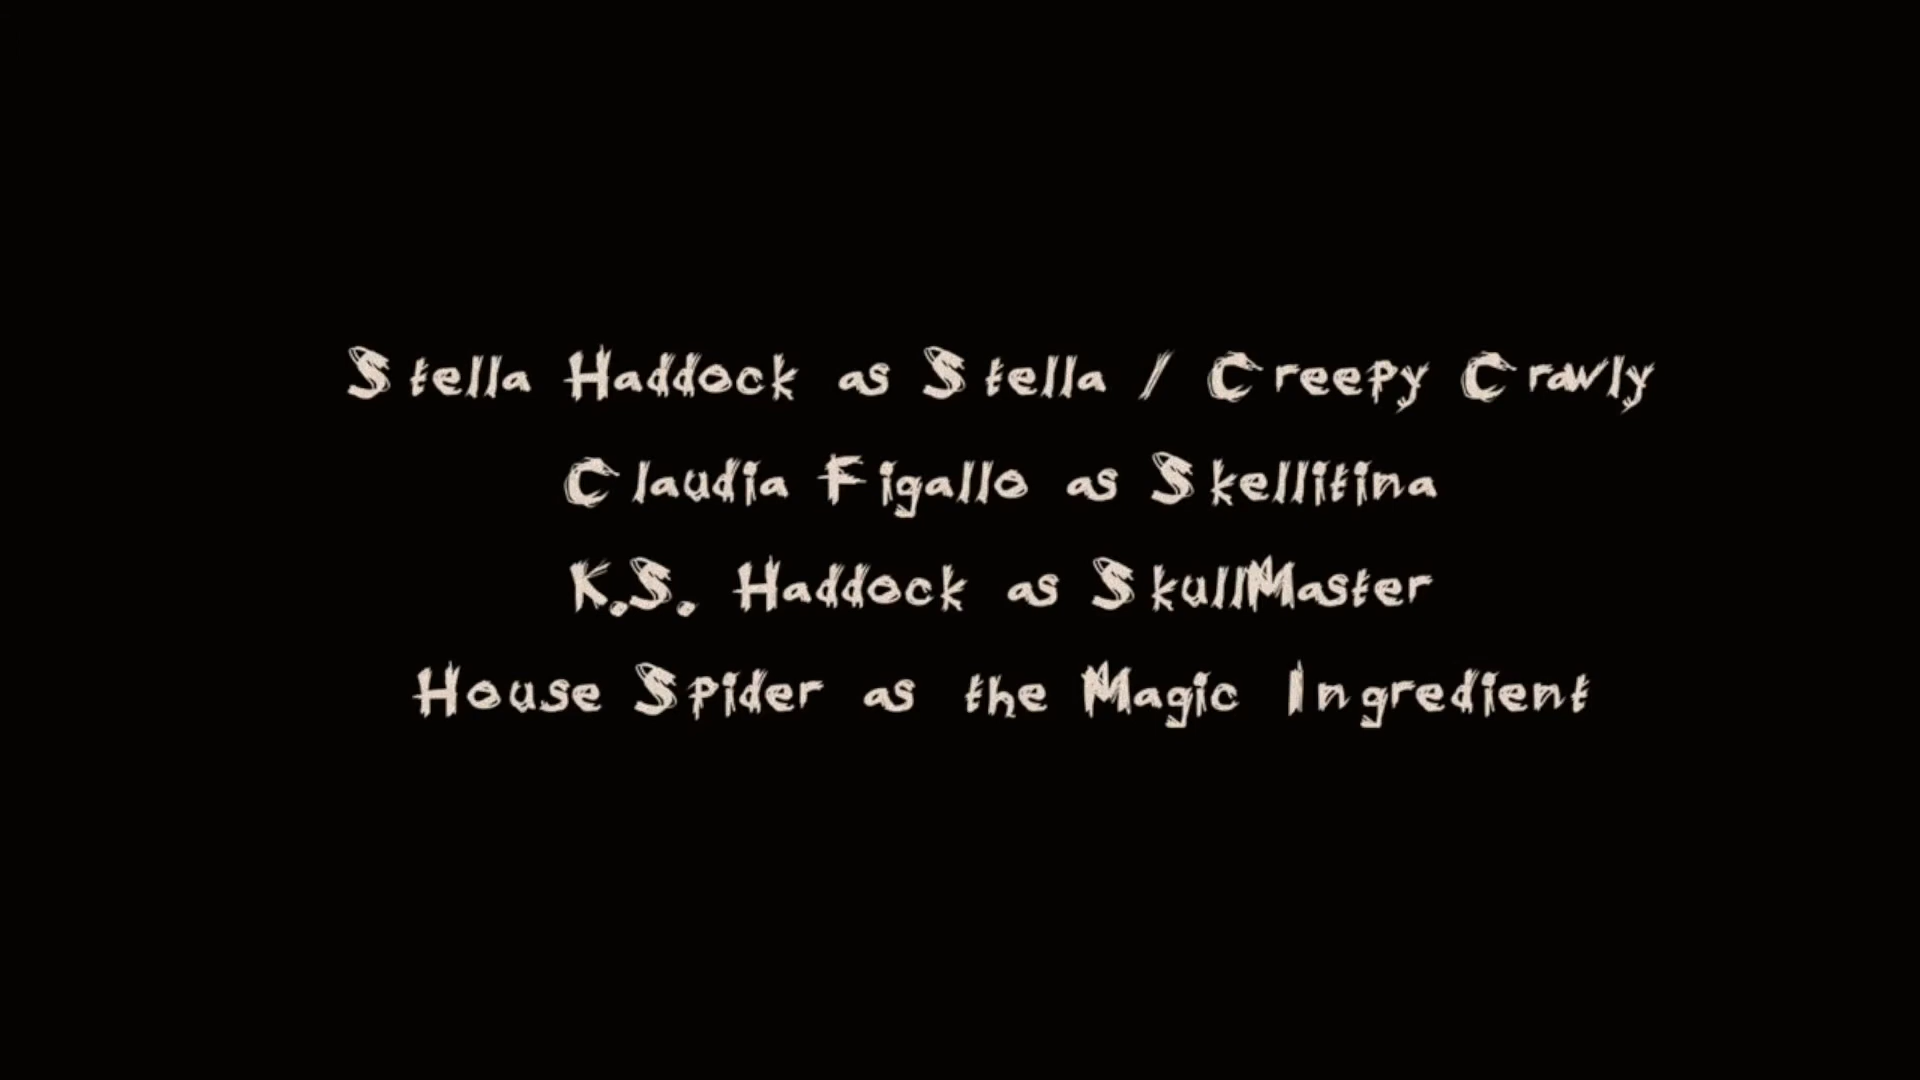 Stella Haddock as Stella / Creepy Crawly
Claudia Figallo as Skellitina
K.S. Haddock as SkullMaster
House Spider as the Magic Ingredient